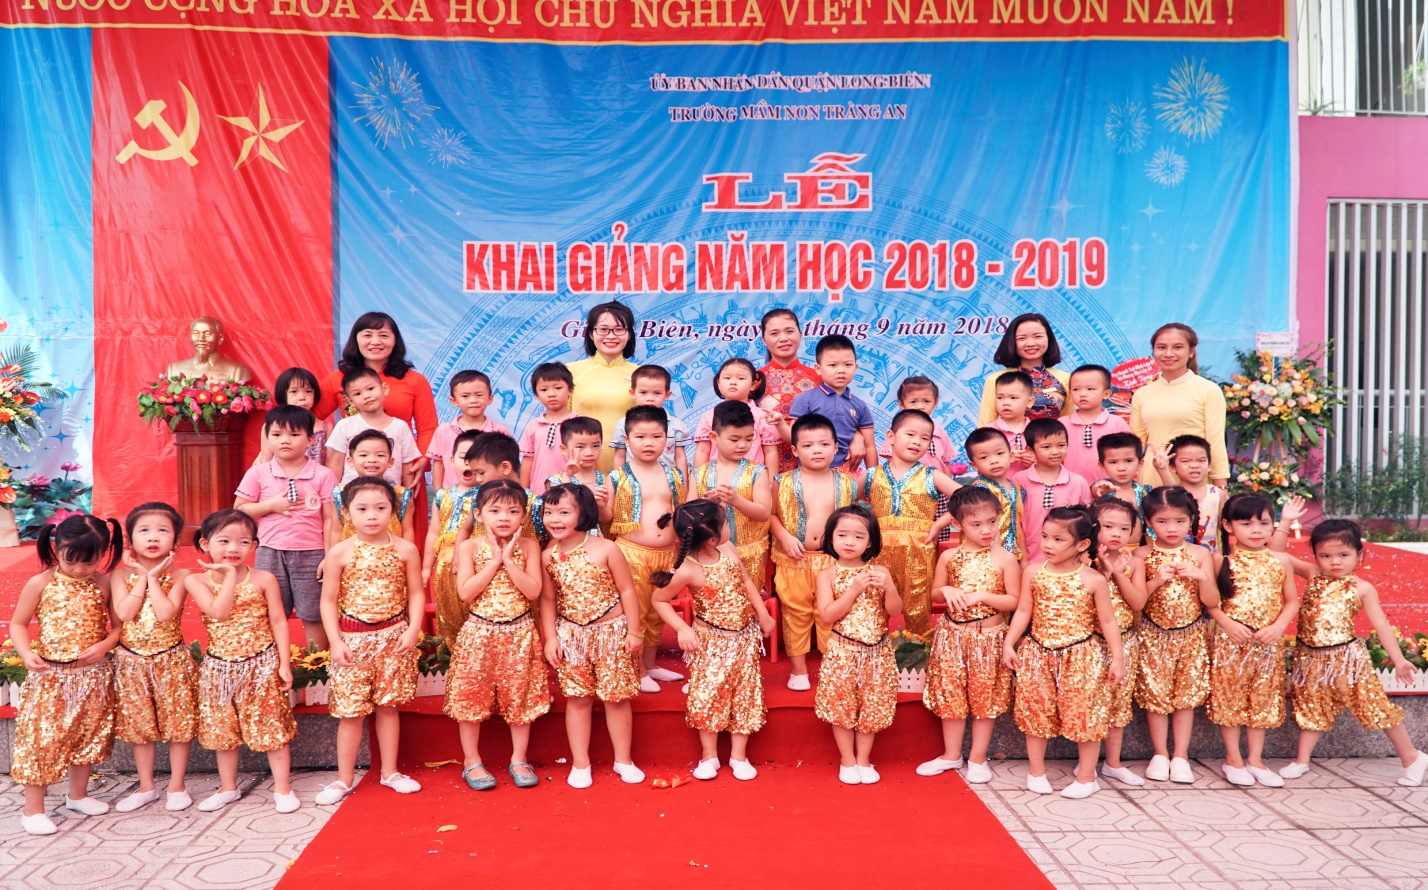 NƯỚC CỘNG HÒA XÃ HỘI CHỦ NGHĨA VIỆT NAM MUÔN NĂM !
ỦY BAN NHÂN DÂN QUẬN LONG BIÊN
TRƯỜNG MẦM NON TRÀNG AN
LỄ
KHAI GIẢNG NĂM HỌC 2018 - 2019
Biên, ngày tháng 9 năm 2018